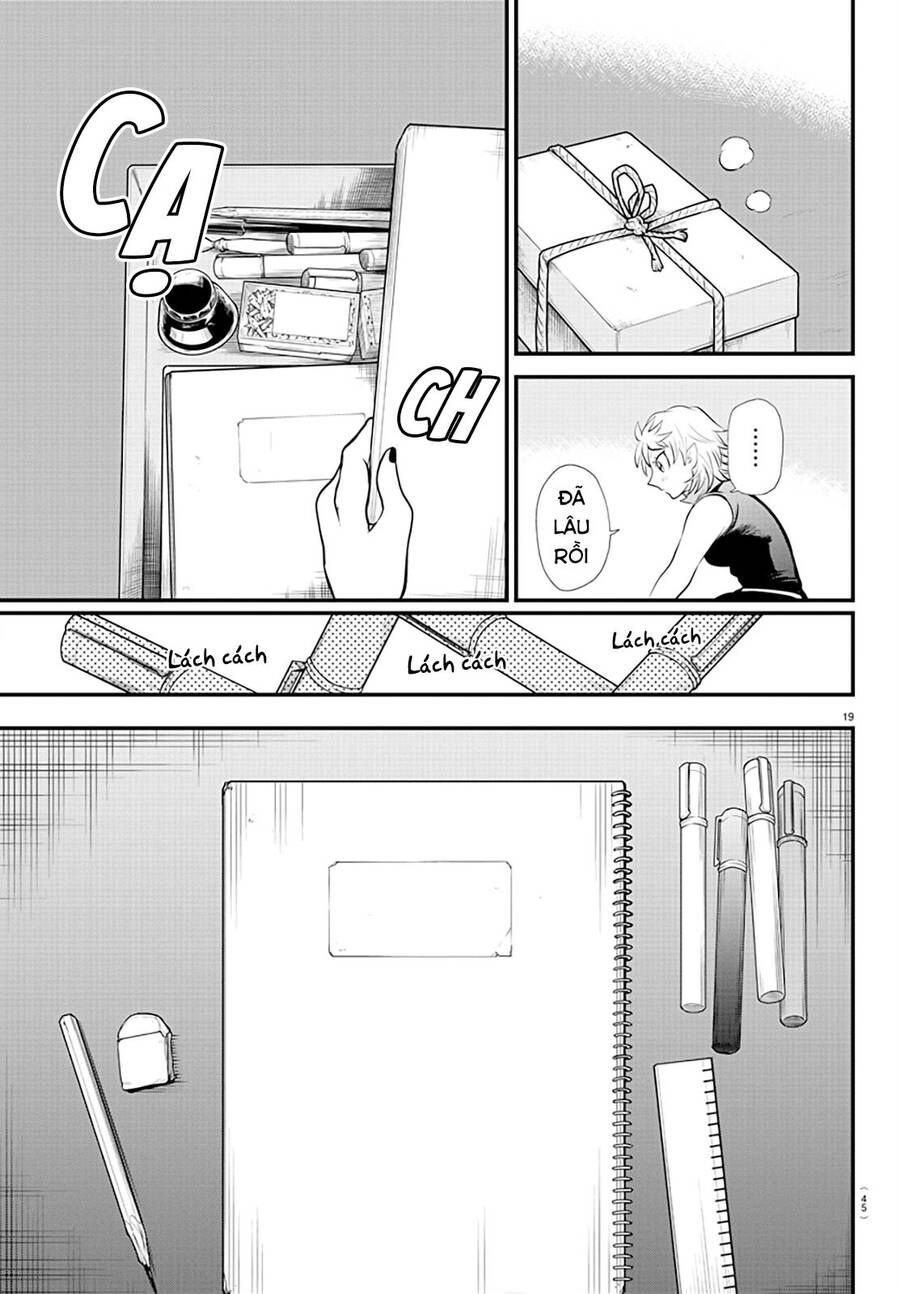 ......
ĐÃ
LÂU
RỒI
CẠ
CH
Lách cách
Lách cách
Lách cách
19
(45)